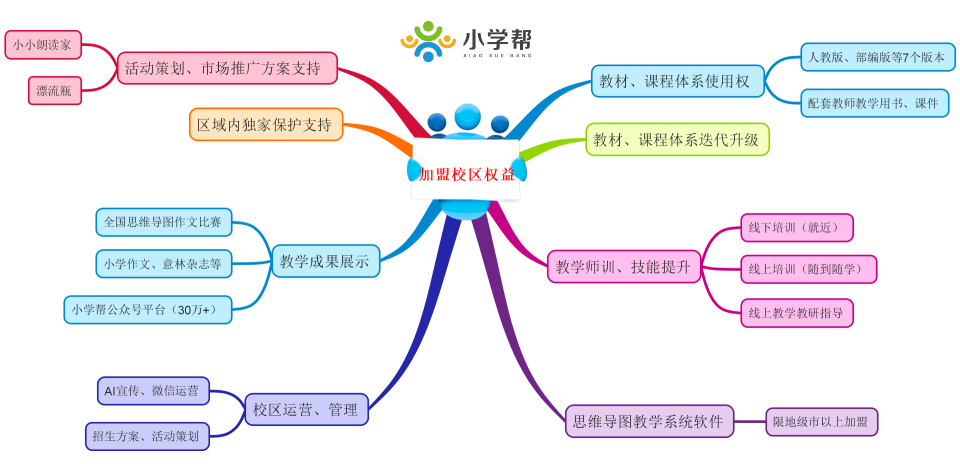 小学帮
XIAO XUE BANG
加盟校区权益
教材、课程体系使用权
人教版、部编版等7个版本
配套教师教学用书、课件
教材、课程体系迭代升级
教学师训、技能提升
线下培训（就近）
线上培训（随到随学）
线上教学教研指导
思维导图教学系统软件
限地级市以上加盟
校区运营、管理
AI宣传、微信运营
招生方案、活动策划
教学成果展示
全国思维导图作文比赛
小学作文、意林杂志等
小学帮公众号平台（30万+）
区域内独家保护支持
活动策划、市场推广方案支持
小小朗读家
漂流瓶